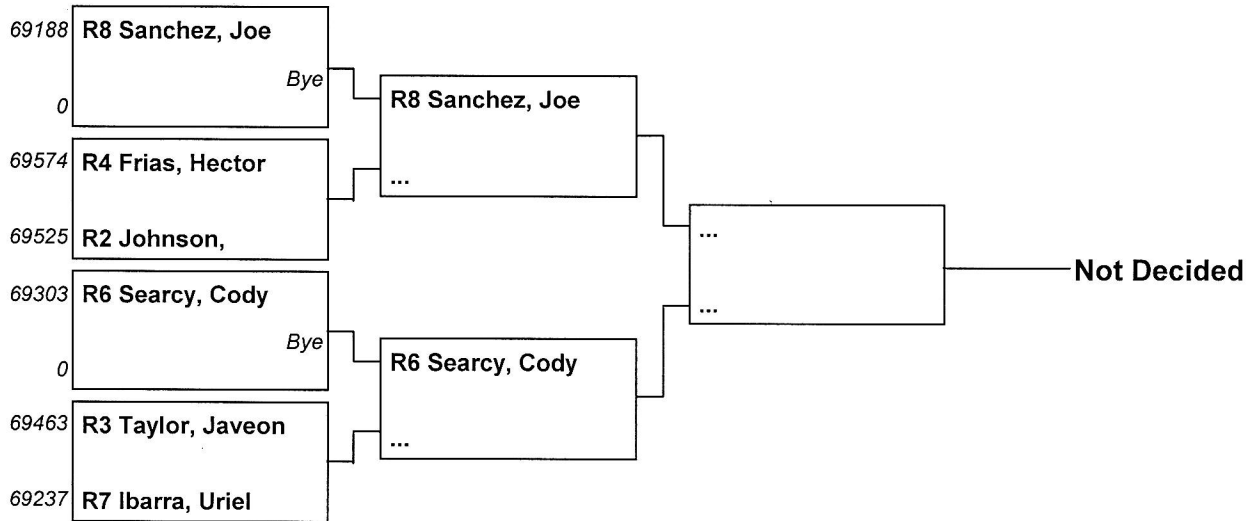 69188 R8 Sanchez, Joe
Bye
0
69574 R4 Frias, Hector
69525 R2 Johnson,
69303 R6 Searcy, Cody
Bye
0
69463 R3 Taylor, Javeon
69237 R7 Ibarra, Uriel
R8 Sanchez, Joe
...
R6 Searcy, Cody
...
...
...
Not Decided